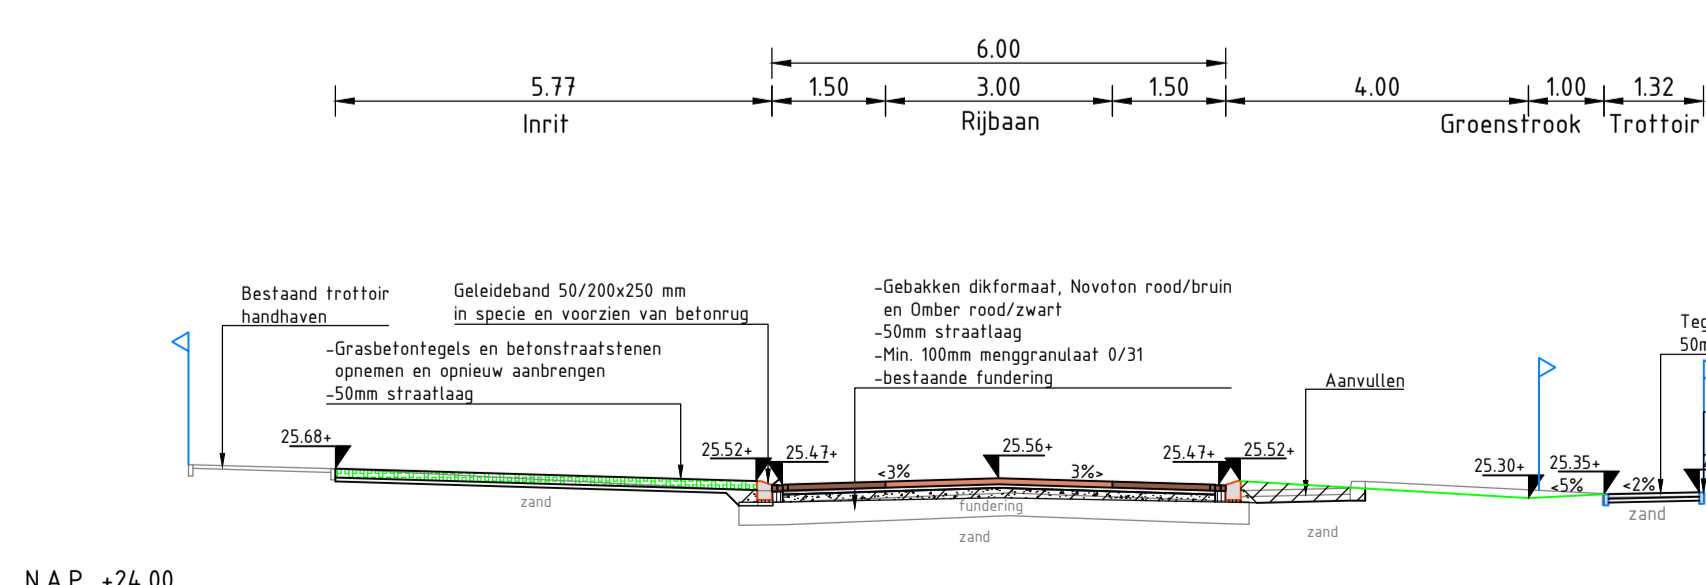 6.00
5.77 1.50 3.00 1.50 4.00 1.00 1.32
Inrit Rijbaan Groenstrook Trottoir
Bestaand trottoir
handhaven
Geleideband 50/200x250 mm
in specie en voorzien van betonrug
-Grasbetontegels en betonstraatstenen
opnemen en opnieuw aanbrengen
-50mm straatlaag
-Gebakken dikformaat, Novoton rood/bruin
en Omber rood/zwart
-50mm straatlaag
-Min. 100mm menggranulaat 0/31
-bestaande fundering
Aanvullen
Teg
50m
25.68+ 25.52+ 25.47+ 25.56+ 25.47+ 25.52+ 25.30+ 25.35+
<3% 3%> <5% <2%
zand fundering zand zand zand
N.A.P. +24.00